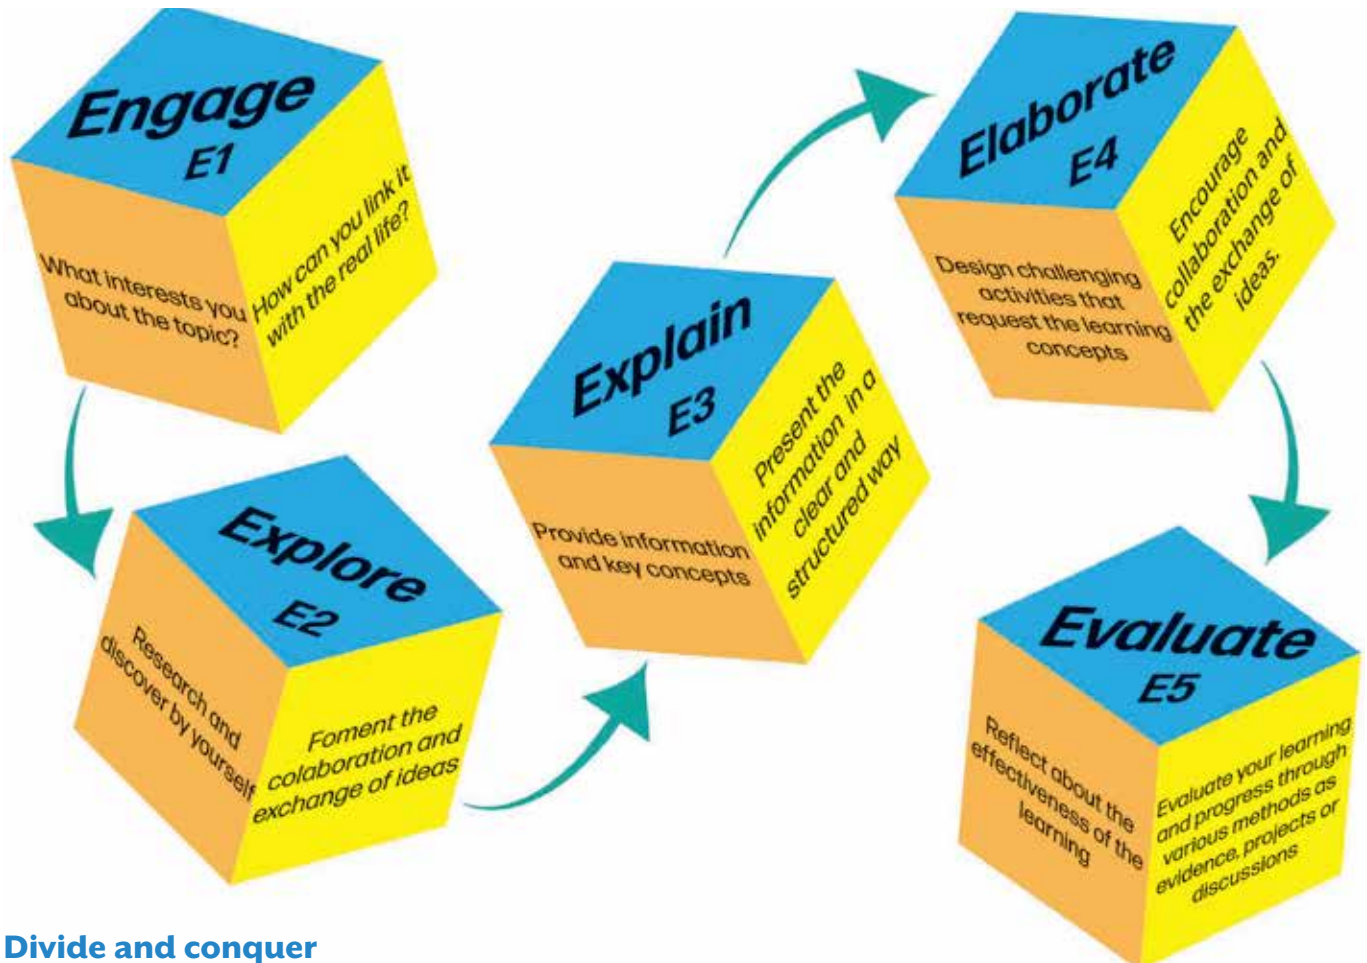 Engage
E1
What interests you
about the topic?
How can you link it
with the real life?
Explore
E2
Research and
discover by yourself
Foment the
colaboration and
exchange of ideas
Explain
E3
Provide information
and key concepts
Present the
information in a
clear and
structured way
Elaborate
E4
Design challenging
activities that
request the learning
concepts
Encourage
collaboration and
the exchange of
ideas.
Evaluate
E5
Reflect about the
effectiveness of the
learning
Evaluate your learning
and progress through
various methods as
evidence, projects or
discussions
Divide and conquer